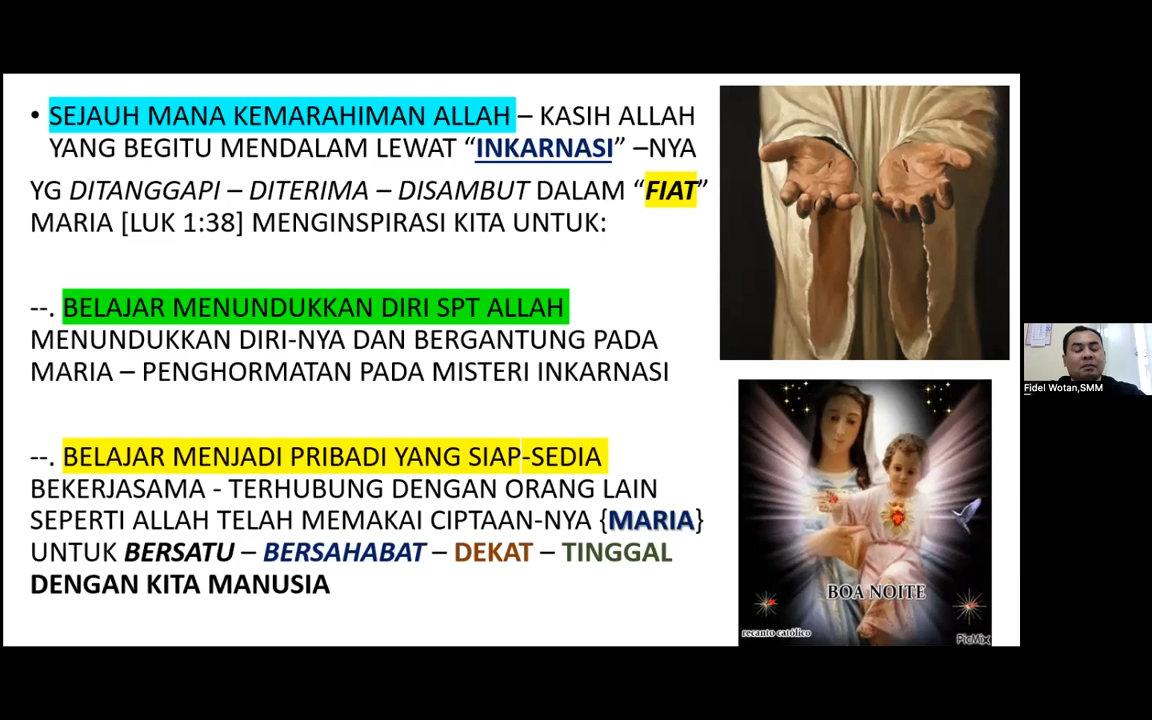 • SEJAUH MANA KEMARAHIMAN ALLAH – KASIH ALLAH
YANG BEGITU MENDALAM LEWAT “INKARNASI” –NYA
YG DITANGGAPI – DITERIMA – DISAMBUT DALAM “FIAT”
MARIA [LUK 1:38] MENGINSPIRASI KITA UNTUK:
--. BELAJAR MENUNDUKKAN DIRI SPT ALLAH
MENUNDUKKAN DIRI-NYA DAN BERGANTUNG PADA
MARIA – PENGHORMATAN PADA MISTERI INKARNASI
--. BELAJAR MENJADI PRIBADI YANG SIAP-SEDIA
BEKERJASAMA - TERHUBUNG DENGAN ORANG LAIN
SEPERTI ALLAH TELAH MEMAKAI CIPTAAN-NYA {MARIA}
UNTUK BERSATU – BERSAHABAT – DEKAT – TINGGAL
DENGAN KITA MANUSIA
BOA NOITE
recanto católico
PicMix
Fidel Wotan,SMM